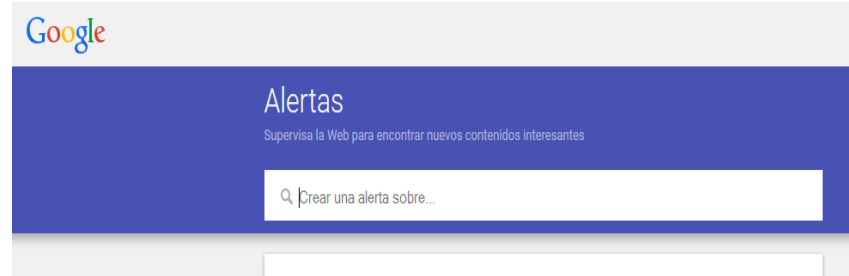 Google
Alertas
Supervisa la Web para encontrar nuevos contenidos interesantes
Crear una alerta sobre...